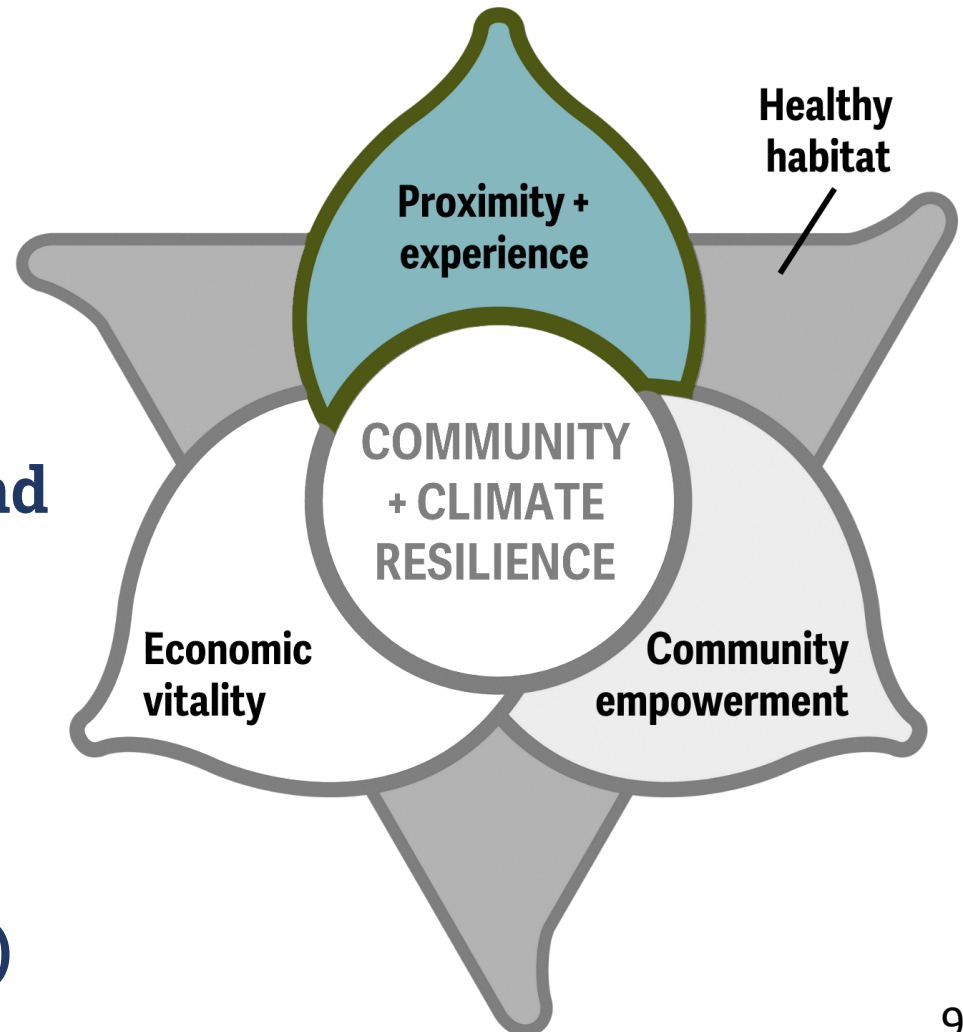 Healthy
habitat
Proximity +
experience
COMMUNITY
+ CLIMATE
RESILIENCE
Economic
vitality
Community
empowerment
)
9